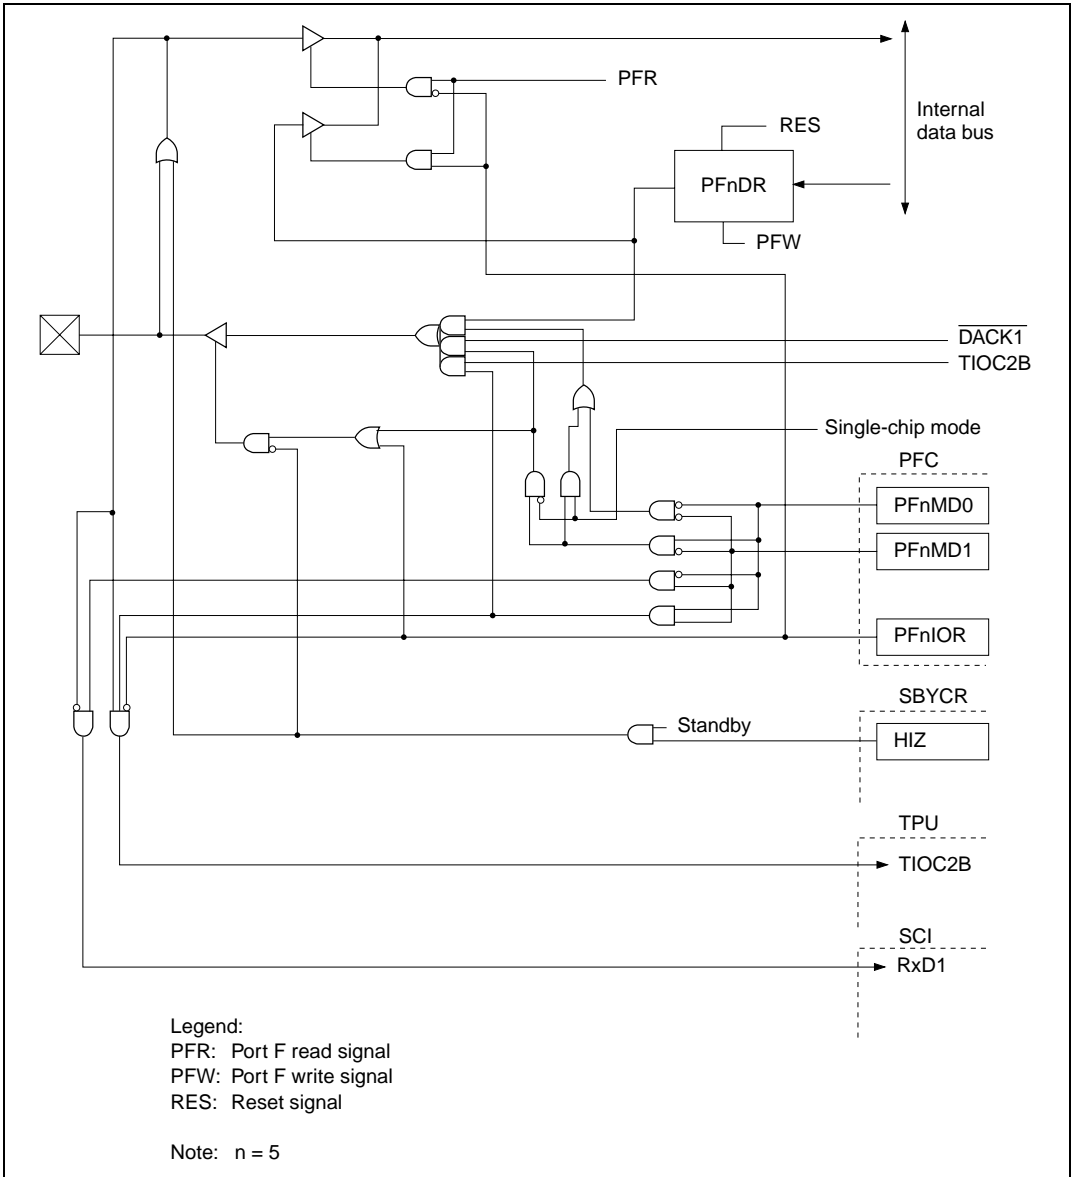 PFR
Internal
data bus
RES
PFnDR
PFW
DACK1
TIOC2B
Single-chip mode
PFC
PFnMD0
PFnMD1
PFnIOR
SBYCR
Standby
HIZ
TPU
TIOC2B
SCI
RxD1
Legend:
PFR: Port F read signal
PFW: Port F write signal
RES: Reset signal
Note: n = 5